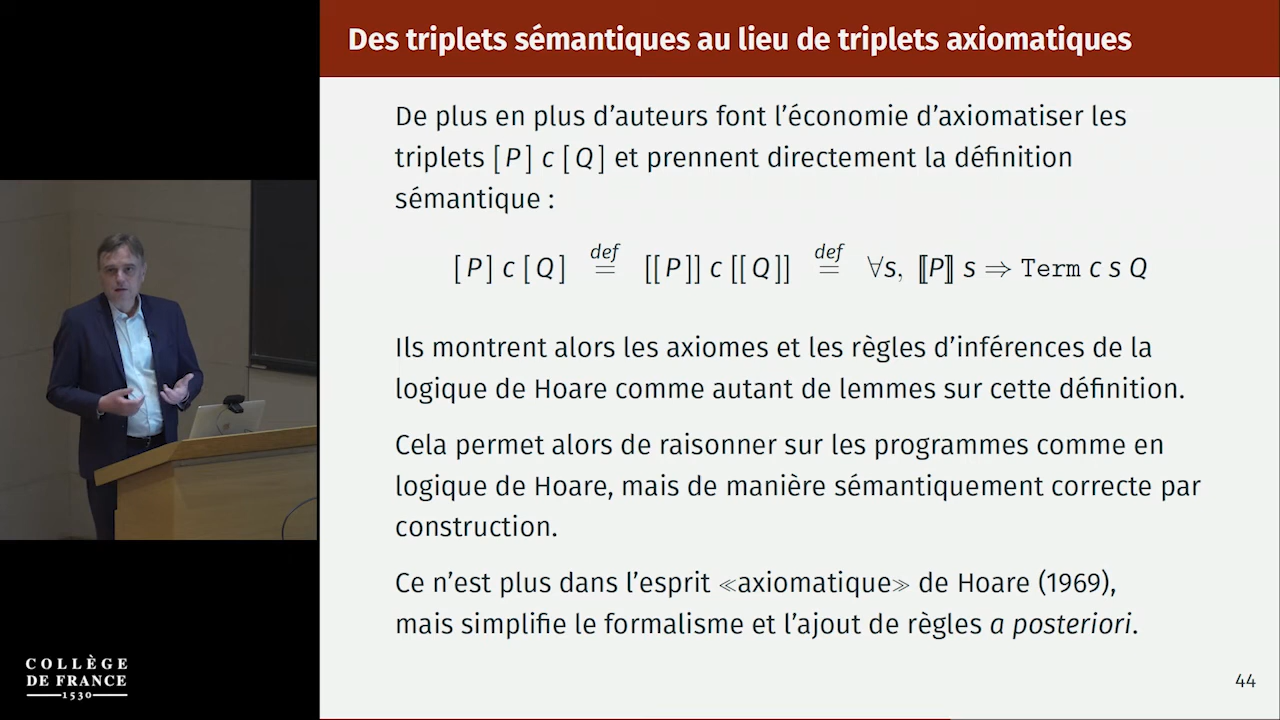 Des triplets sémantiques au lieu de triplets axiomatiques
De plus en plus d'auteurs font l'économie d'axiomatiser les
triplets [ P ] c [ Q ] et prennent directement la définition
sémantique :
[ P ] c [ Q ] def= [[ P ]] c [[ Q ]] def= ∀s, ⟦P⟧ s ⇒ Term c s Q
Ils montrent alors les axiomes et les règles d'inférences de la
logique de Hoare comme autant de lemmes sur cette définition.
Cela permet alors de raisonner sur les programmes comme en
logique de Hoare, mais de manière sémantiquement correcte par
construction.
Ce n'est plus dans l'esprit ≪axiomatique≫ de Hoare (1969),
mais simplifie le formalisme et l'ajout de règles a posteriori.
44
COLLÈGE
DE FRANCE
1530